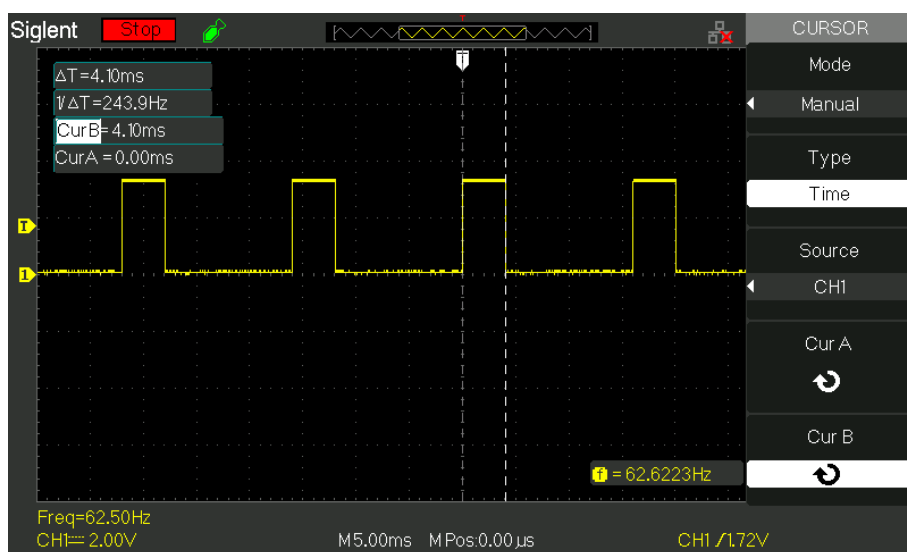 Siglent Stop CURSOR
T
ΔT=4.10ms
1/ΔT=243.9Hz
CurB=4.10ms
CurA=0.00ms
Mode
Manual
Type
Time
Source
CH1
Cur A
Cur B
T
1
f=62.6223Hz
Freq=62.50Hz
CH1 2.00V M5.00ms M Pos:0.00μs CH1 1.72V